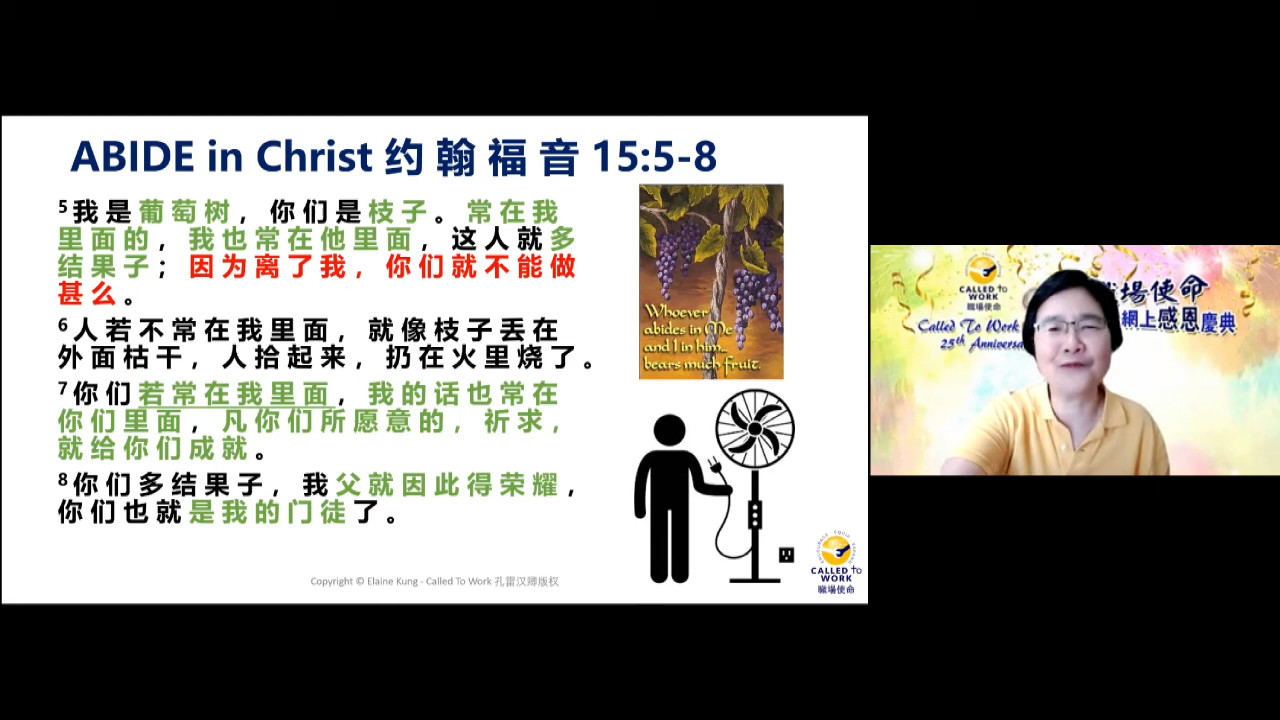 ABIDE in Christ 约翰福音 15:5-8
5我是葡萄树，你们是枝子。常在我
里面的，我也常在他里面，这人就多
结果子；因为离了我，你们就不能做
甚么。
6人若不常在我里面，就像枝子丢在
外面枯干，人拾起来，扔在火里烧了。
7你们若常在我里面，我的话也常在
你们里面，凡你们所愿意的，祈求，
就给你们成就。
8你们多结果子，我父就因此得荣耀，
你们也就是我的门徒了。
Whoever
abides in Me
and I in him...
bears much fruit.
Copyright © Elaine Kung - Called To Work 孔雷汉卿版权
CALLED TO
WORK
職場使命
CALLED TO
WORK
職場使命
場使命
網上感恩慶典
Called To Work
25th Anniversa